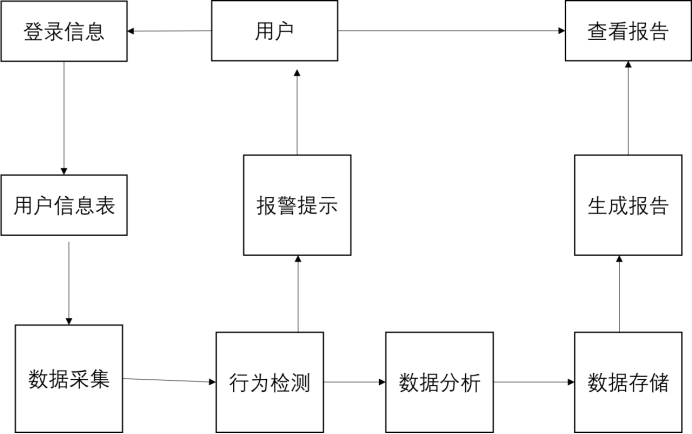 登录信息
用户
查看报告
用户信息表
报警提示
生成报告
数据采集
行为检测
数据分析
数据存储